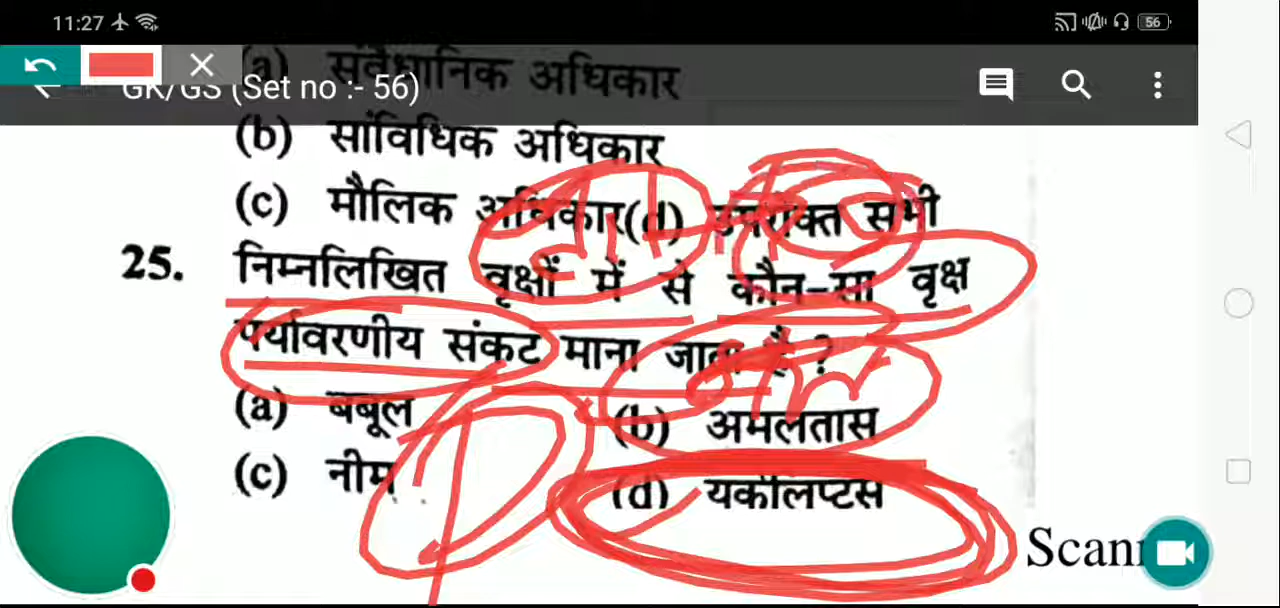 11:27 56
GK/GS (Set no :- 56)
(a) संवैधानिक अधिकार
(b) सांविधिक अधिकार
(c) मौलिक अधिकार (d) उपरोक्त सभी
25. निम्नलिखित वृक्षों में से कौन-सा वृक्ष
पर्यावरणीय संकट माना जाता है ?
(a) बबूल (b) अमलतास
(c) नीम (d) यूकेलिप्टस